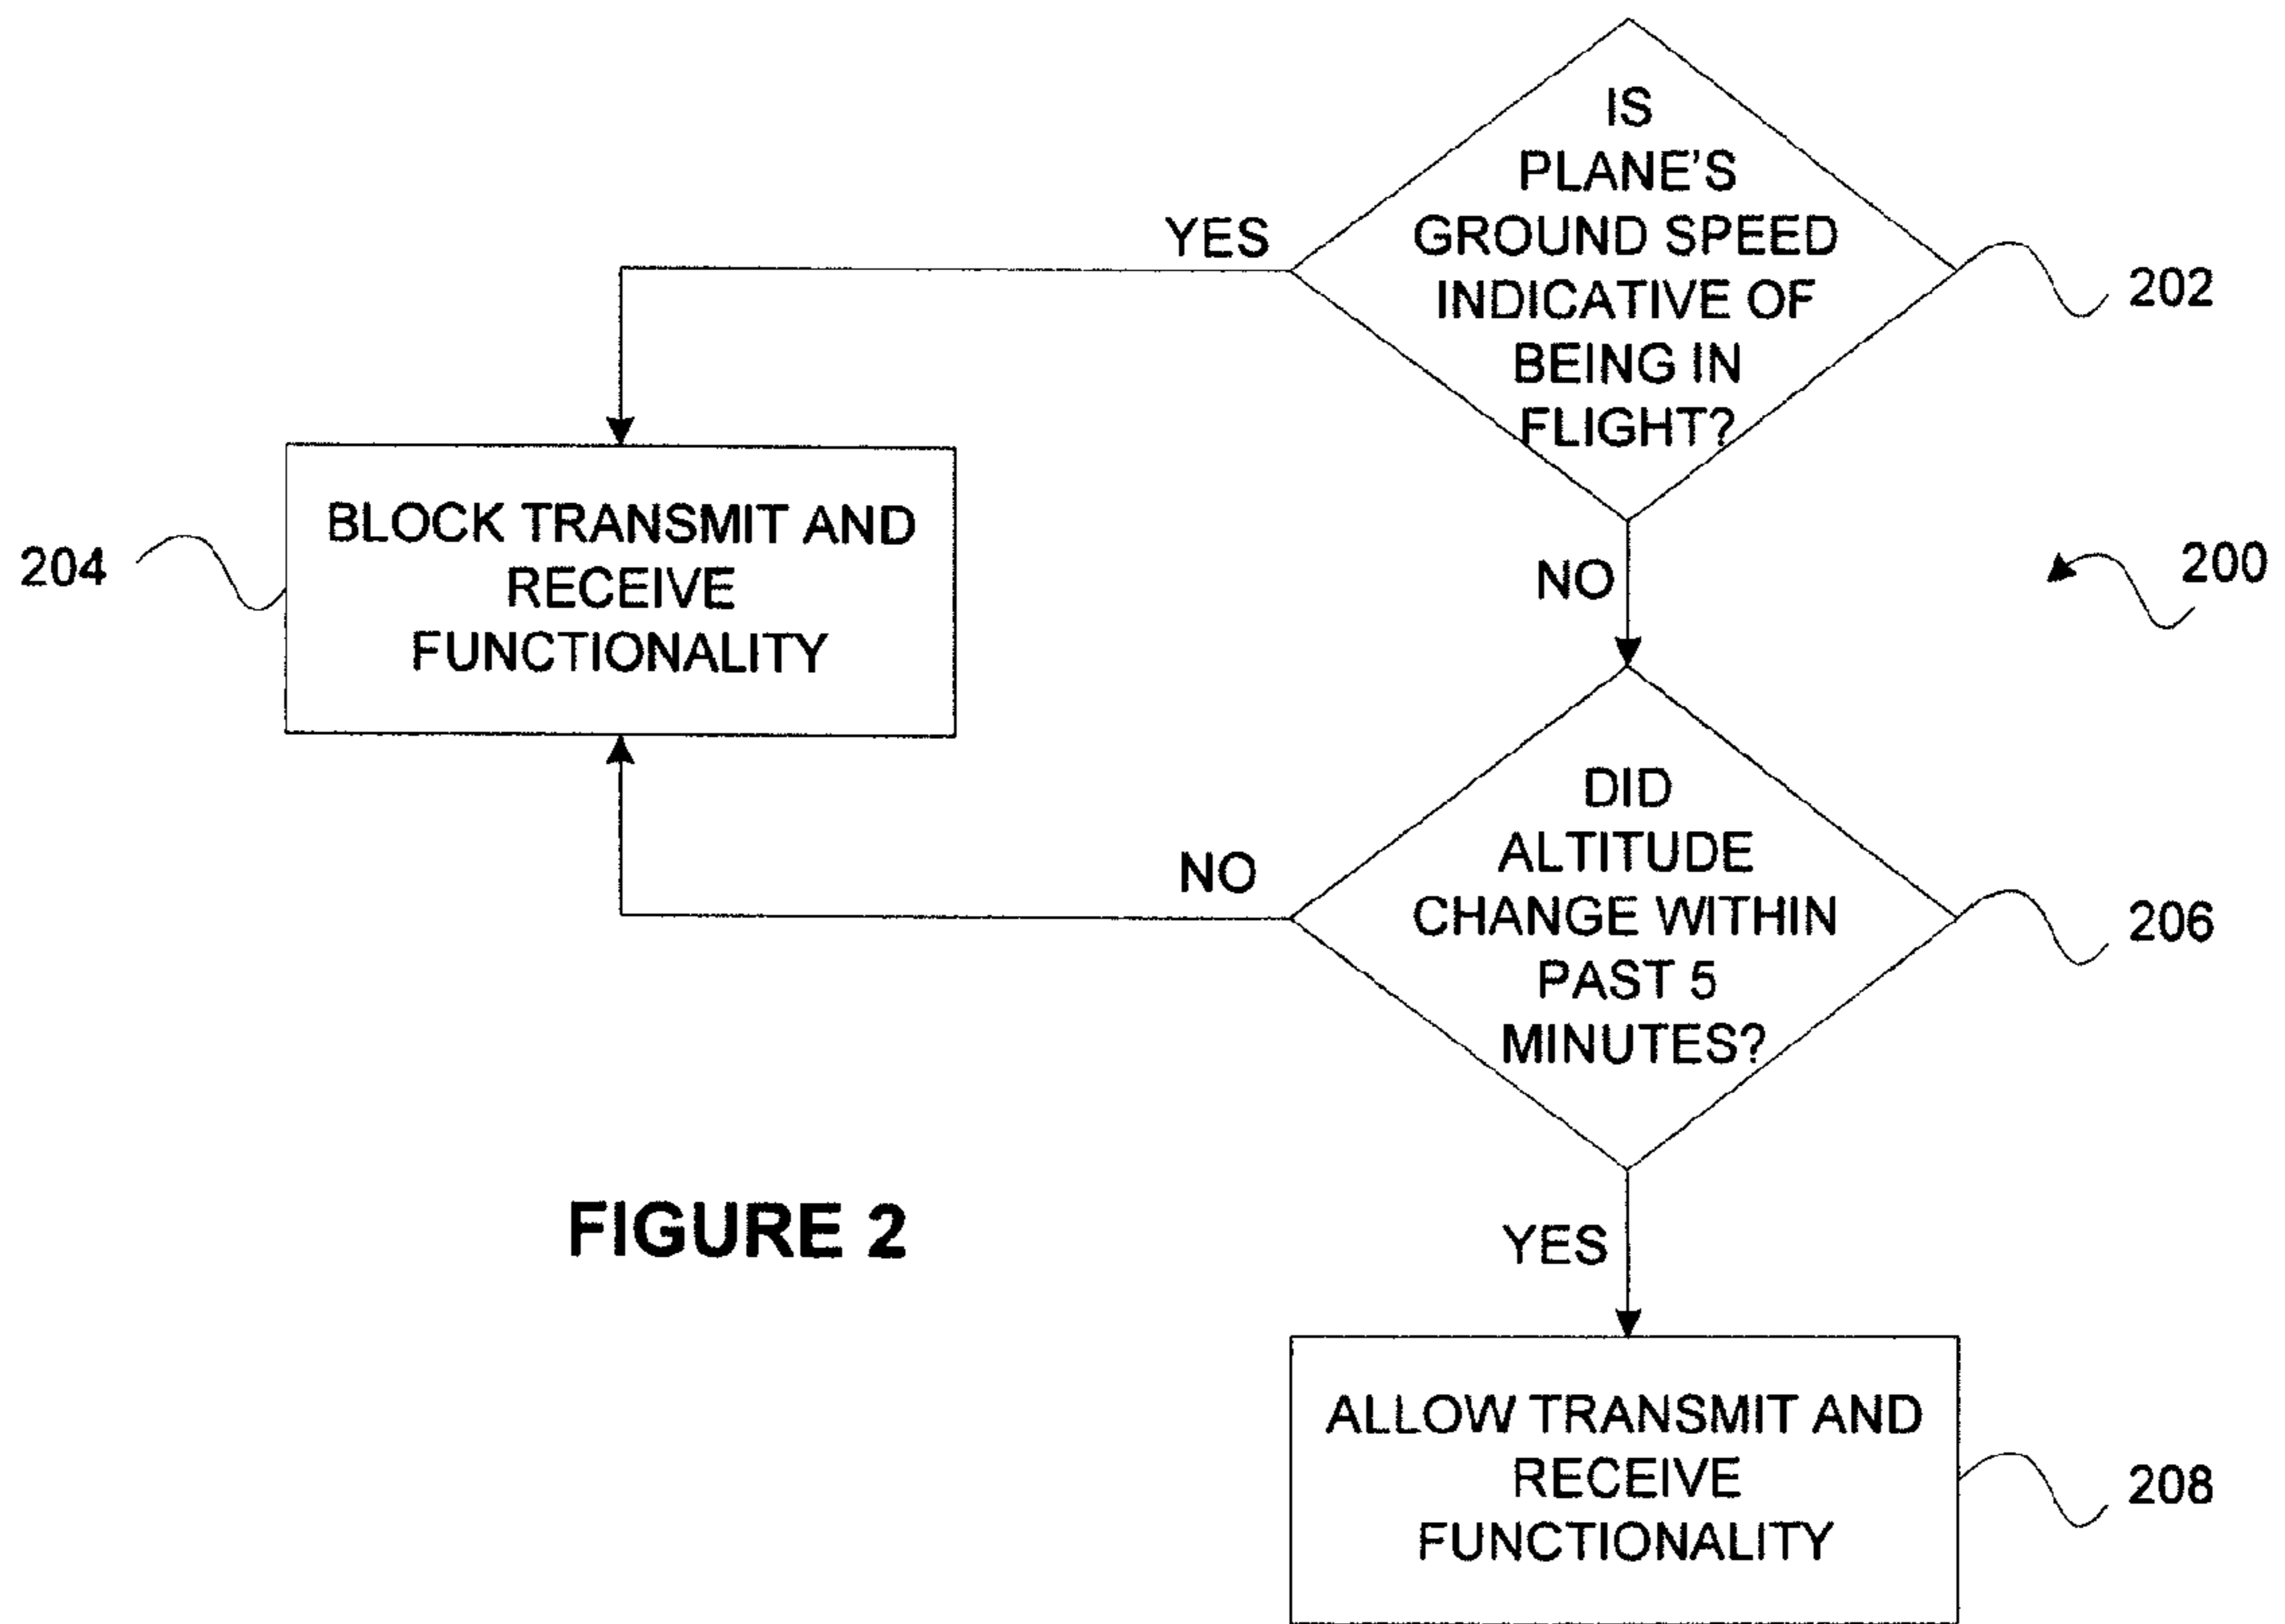 IS
PLANE'S
GROUND SPEED
INDICATIVE OF
BEING IN
FLIGHT?
YES
202
BLOCK TRANSMIT AND
RECEIVE
FUNCTIONALITY
204
NO
200
DID
ALTITUDE
CHANGE WITHIN
PAST 5
MINUTES?
NO
206
FIGURE 2
YES
ALLOW TRANSMIT AND
RECEIVE
FUNCTIONALITY
208